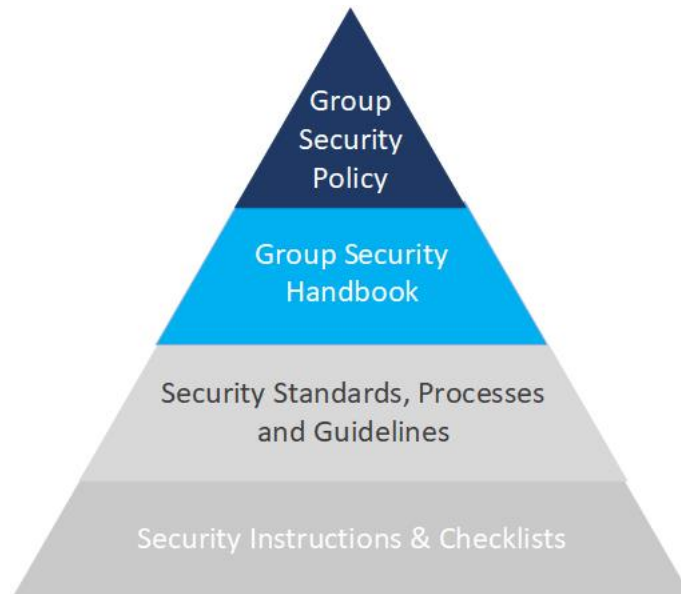 Group
Security
Policy
Group Security
Handbook
Security Standards, Processes
and Guidelines
Security Instructions & Checklists